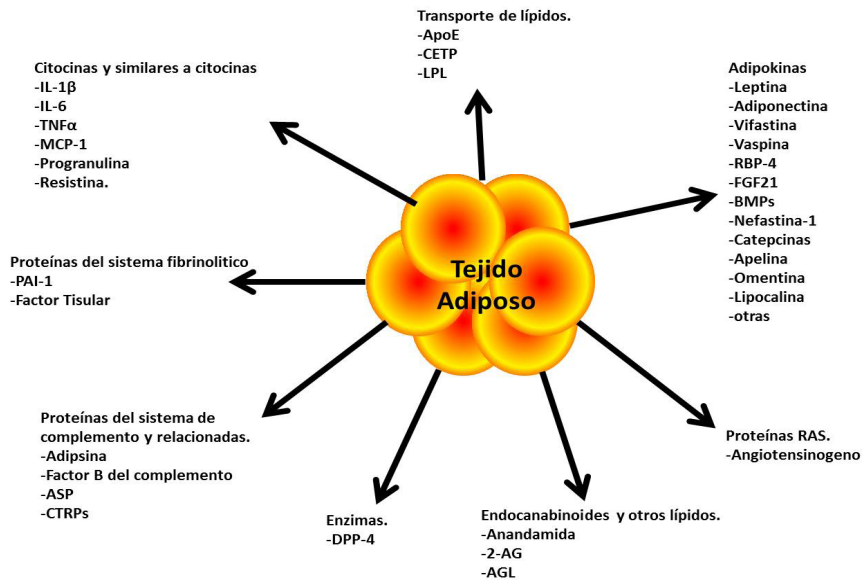 Transporte de lípidos.
-ApoE
-CETP
-LPL
Citocinas y similares a citocinas
-IL-1β
-IL-6
-TNFα
-MCP-1
-Progranulina
-Resistina.
Adipokinas
-Leptina
-Adiponectina
-Vifastina
-Vaspina
-RBP-4
-FGF21
-BMPs
-Nefastina-1
-Catepcinas
-Apelina
-Omentina
-Lipocalina
-otras
Proteínas del sistema fibrinolitico
-PAI-1
-Factor Tisular
Tejido
Adiposo
Proteínas del sistema de
complemento y relacionadas.
-Adipsina
-Factor B del complemento
-ASP
-CTRPs
Proteínas RAS.
-Angiotensinogeno
Enzimas.
-DPP-4
Endocanabinoides y otros lípidos.
-Anandamida
-2-AG
-AGL